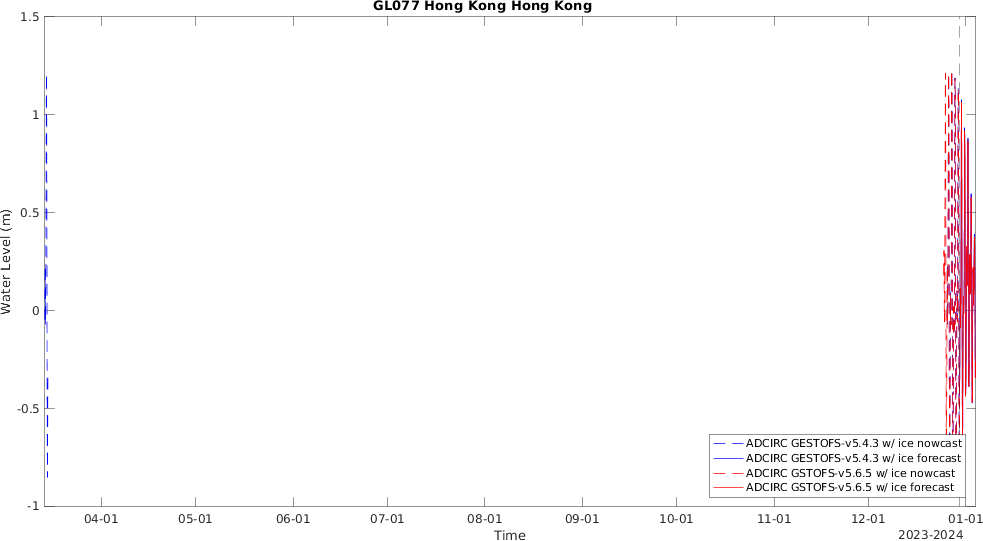 GL077 Hong Kong Hong Kong
1.5
1
0.5
0
-0.5
-1
Water Level (m)
ADCIRC GESTOFS-v5.4.3 w/ ice nowcast
ADCIRC GESTOFS-v5.4.3 w/ ice forecast
ADCIRC GSTOFS-v5.6.5 w/ ice nowcast
ADCIRC GSTOFS-v5.6.5 w/ ice forecast
04-01 05-01 06-01 07-01 08-01 09-01 10-01 11-01 12-01 01-01
Time
2023-2024